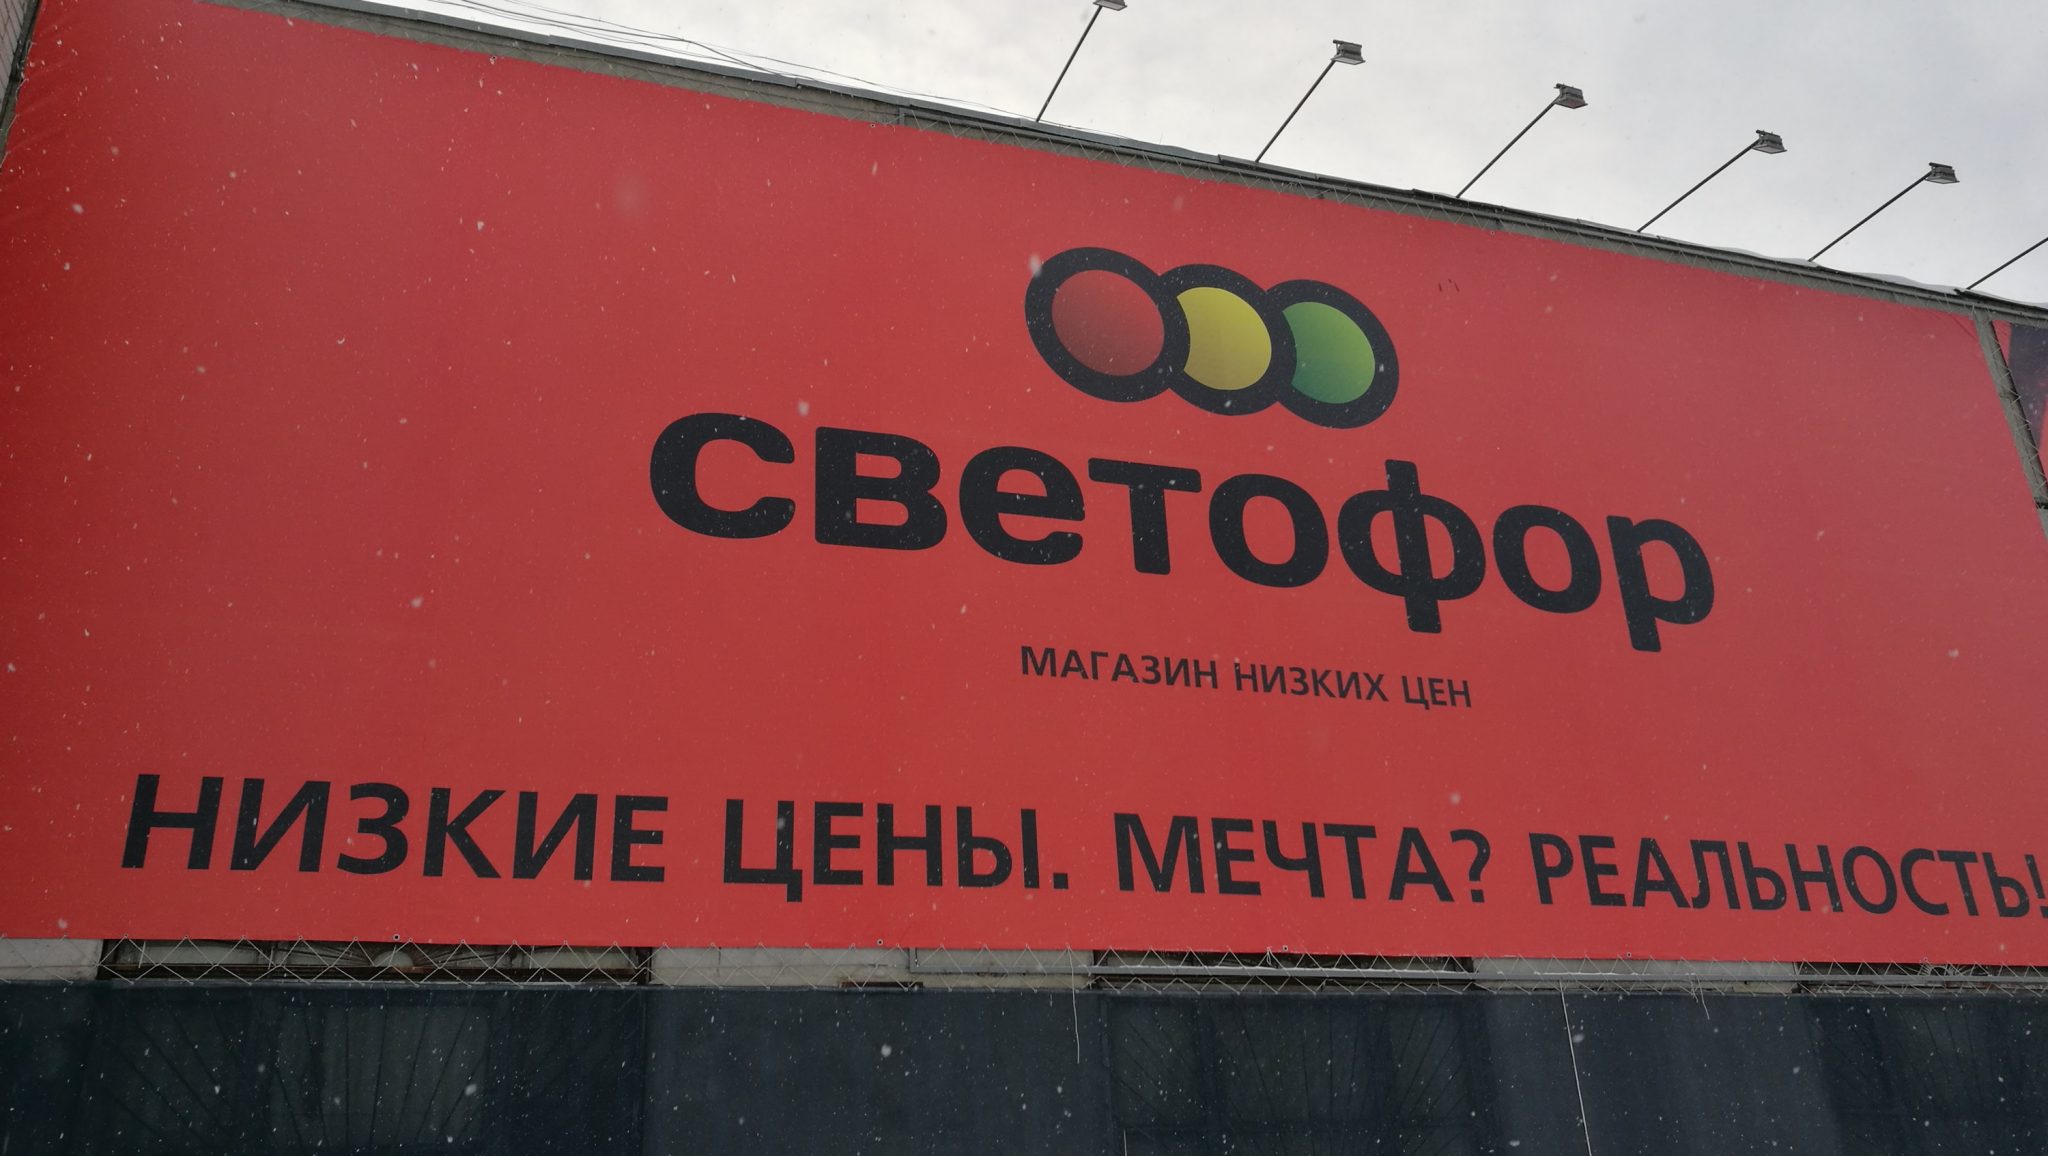 светофор
МАГАЗИН НИЗКИХ ЦЕН
НИЗКИЕ ЦЕНЫ. МЕЧТА? РЕАЛЬНОСТЬ!